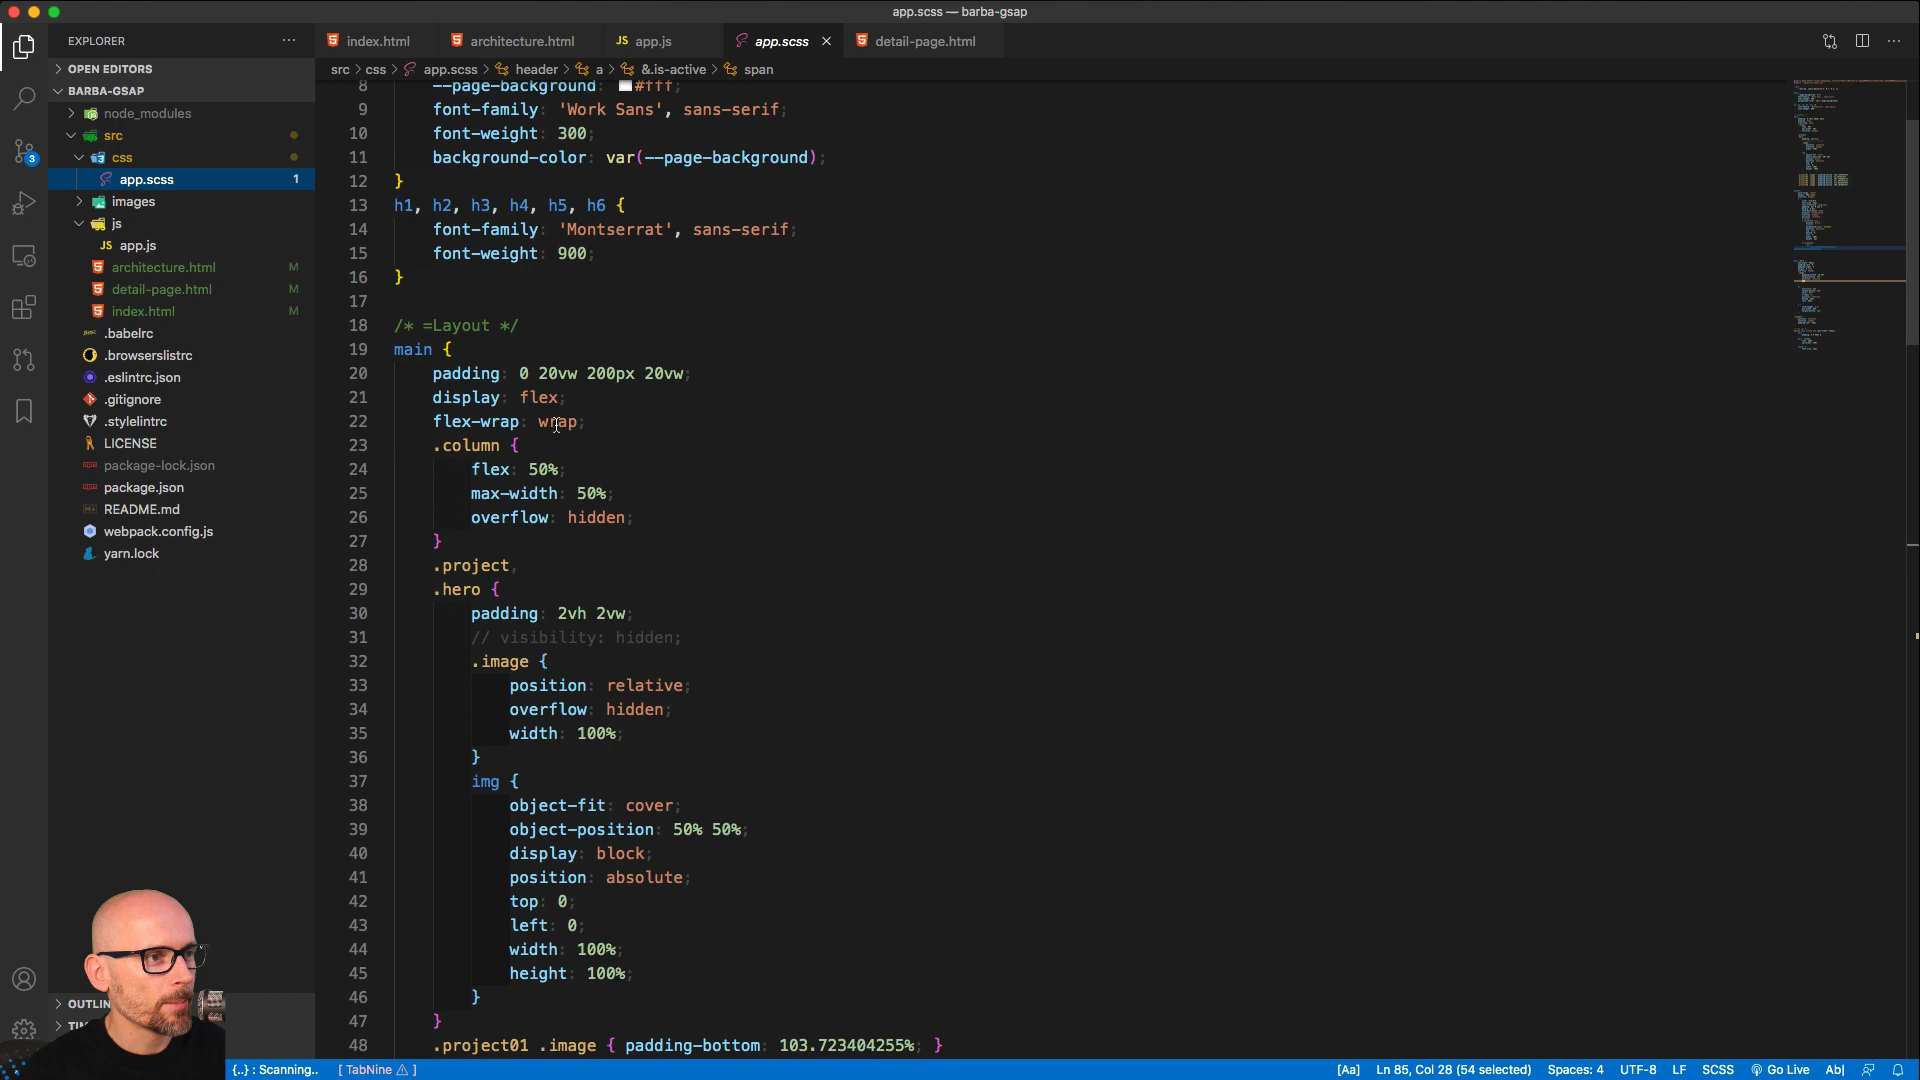 app.scss — barba-gsap
EXPLORER
index.html
architecture.html
JS app.js
app.scss
detail-page.html
OPEN EDITORS
src > css > app.scss > header > a > &.is-active > span
BARBA-GSAP
node_modules
src
css
app.scss 1
images
js
JS app.js
architecture.html M
detail-page.html M
index.html M
.babelrc
.browserslistrc
.eslintrc.json
.gitignore
.stylelintrc
LICENSE
package-lock.json
package.json
README.md
webpack.config.js
yarn.lock
3
8 --page-background: #fff;
9 font-family: 'Work Sans', sans-serif;
10 font-weight: 300;
11 background-color: var(--page-background);
12 }
13 h1, h2, h3, h4, h5, h6 {
14 font-family: 'Montserrat', sans-serif;
15 font-weight: 900;
16 }
17
18 /* =Layout */
19 main {
20 padding: 0 20vw 200px 20vw;
21 display: flex;
22 flex-wrap: wrap;
23 .column {
24 flex: 50%;
25 max-width: 50%;
26 overflow: hidden;
27 }
28 .project,
29 .hero {
30 padding: 2vh 2vw;
31 // visibility: hidden;
32 .image {
33 position: relative;
34 overflow: hidden;
35 width: 100%;
36 }
37 img {
38 object-fit: cover;
39 object-position: 50% 50%;
40 display: block;
41 position: absolute;
42 top: 0;
43 left: 0;
44 width: 100%;
45 height: 100%;
46 }
47 }
48 .project01 .image { padding-bottom: 103.723404255%; }
{..} : Scanning.. [ TabNine ⚠ ]
[Aa] Ln 85, Col 28 (54 selected) Spaces: 4 UTF-8 LF SCSS Go Live Ab|